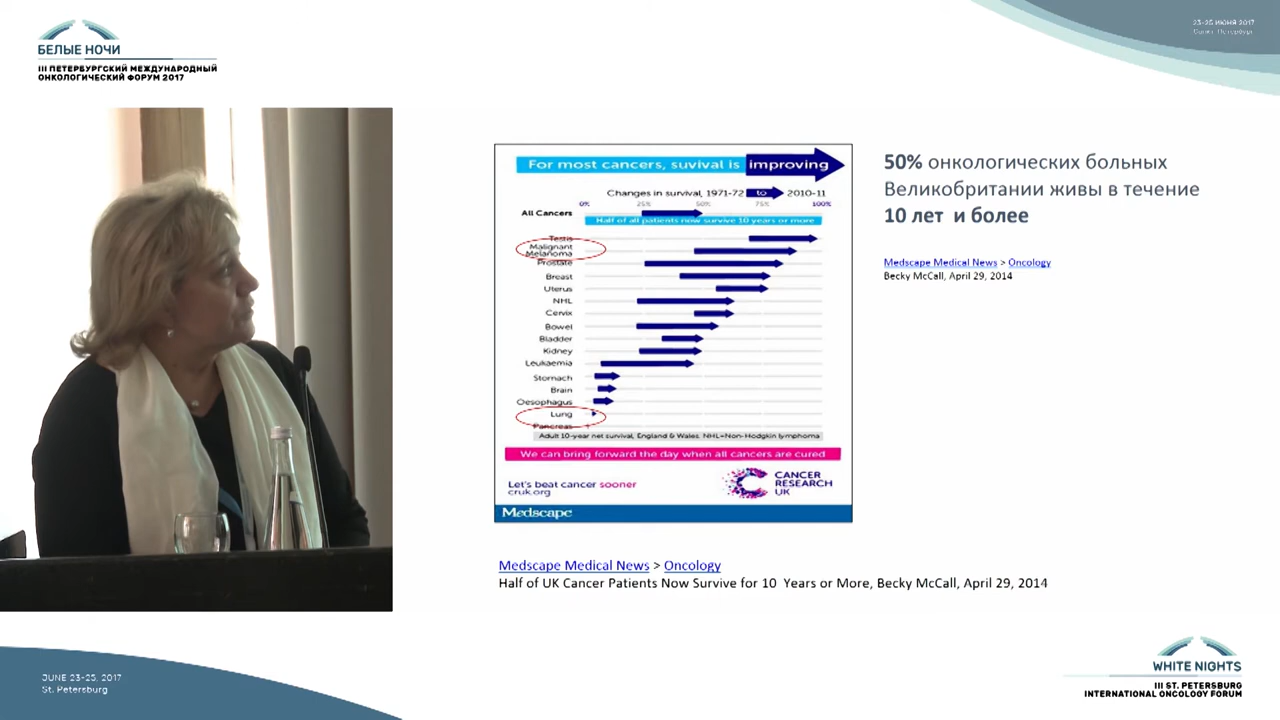 БЕЛЫЕ НОЧИ
III ПЕТЕРБУРГСКИЙ МЕЖДУНАРОДНЫЙ
ОНКОЛОГИЧЕСКИЙ ФОРУМ 2017
23-25 ИЮНЯ 2017
Санкт-Петербург
For most cancers, suvival is improving
Changes in survival, 1971-72 to 2010-11
0% 25% 50% 75% 100%
All Cancers
Half of all patients now survive 10 years or more
Testis
Malignant
Melanoma
Prostate
Breast
Uterus
NHL
Cervix
Bowel
Bladder
Kidney
Leukaemia
Stomach
Brain
Oesophagus
Lung
Pancreas
Adult 10-year net survival, England & Wales. NHL=Non-Hodgkin lymphoma
We can bring forward the day when all cancers are cured
Let's beat cancer sooner
cruk.org
CANCER
RESEARCH
UK
Medscape
50% онкологических больных
Великобритании живы в течение
10 лет и более
Medscape Medical News > Oncology
Becky McCall, April 29, 2014
Medscape Medical News > Oncology
Half of UK Cancer Patients Now Survive for 10 Years or More, Becky McCall, April 29, 2014
JUNE 23-25, 2017
St. Petersburg
WHITE NIGHTS
III ST. PETERSBURG
INTERNATIONAL ONCOLOGY FORUM